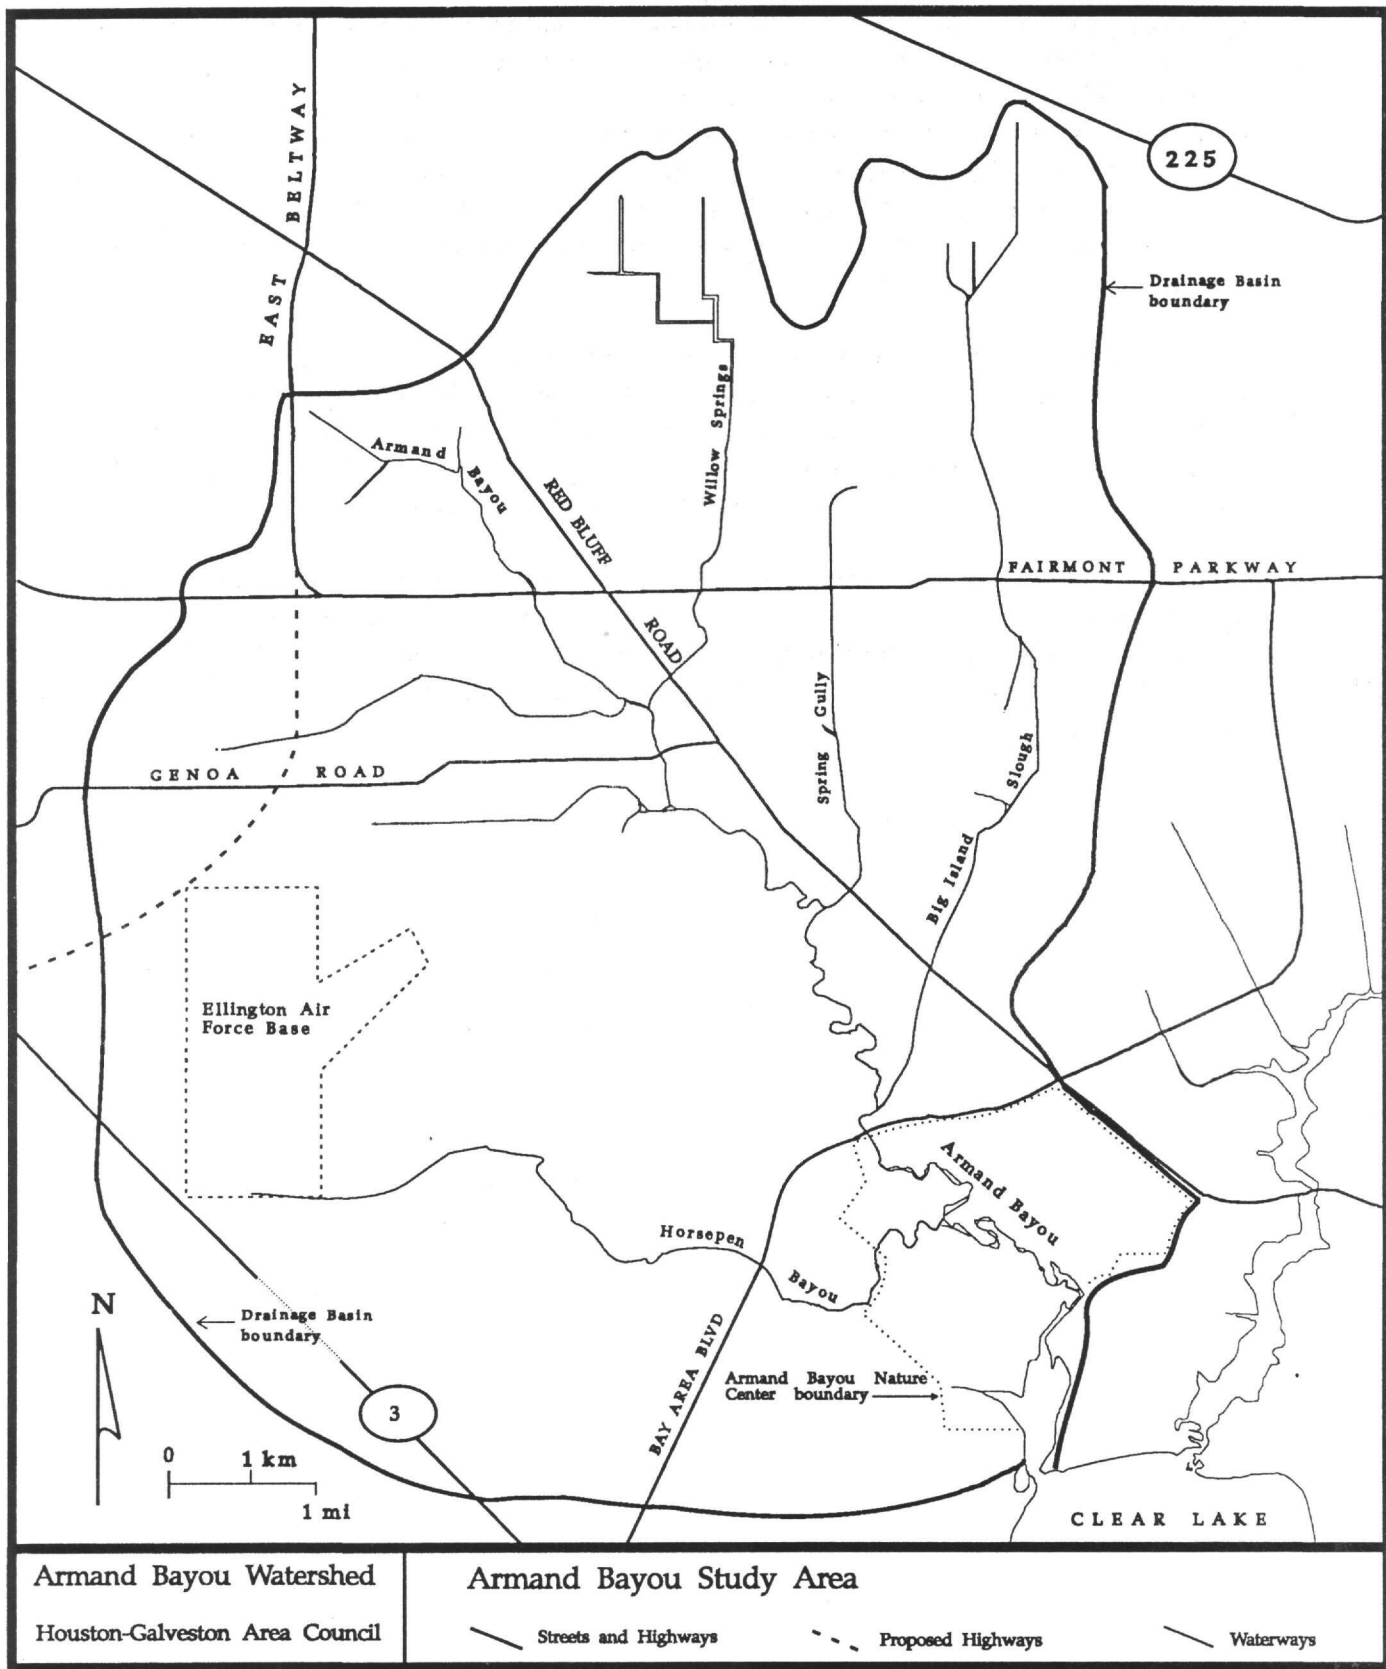 225
EAST BELTWAY
Drainage Basin
boundary
Armand Bayou
Willow Springs
RED BLUFF ROAD
FAIRMONT PARKWAY
Spring Gully
Big Island Slough
GENOA ROAD
Ellington Air
Force Base
Armand Bayou
Horsepen Bayou
N
Drainage Basin
boundary
BAY AREA BLVD
Armand Bayou Nature
Center boundary
3
0 1 km
1 mi
CLEAR LAKE
Armand Bayou Watershed
Houston-Galveston Area Council
Armand Bayou Study Area
Streets and Highways
Proposed Highways
Waterways